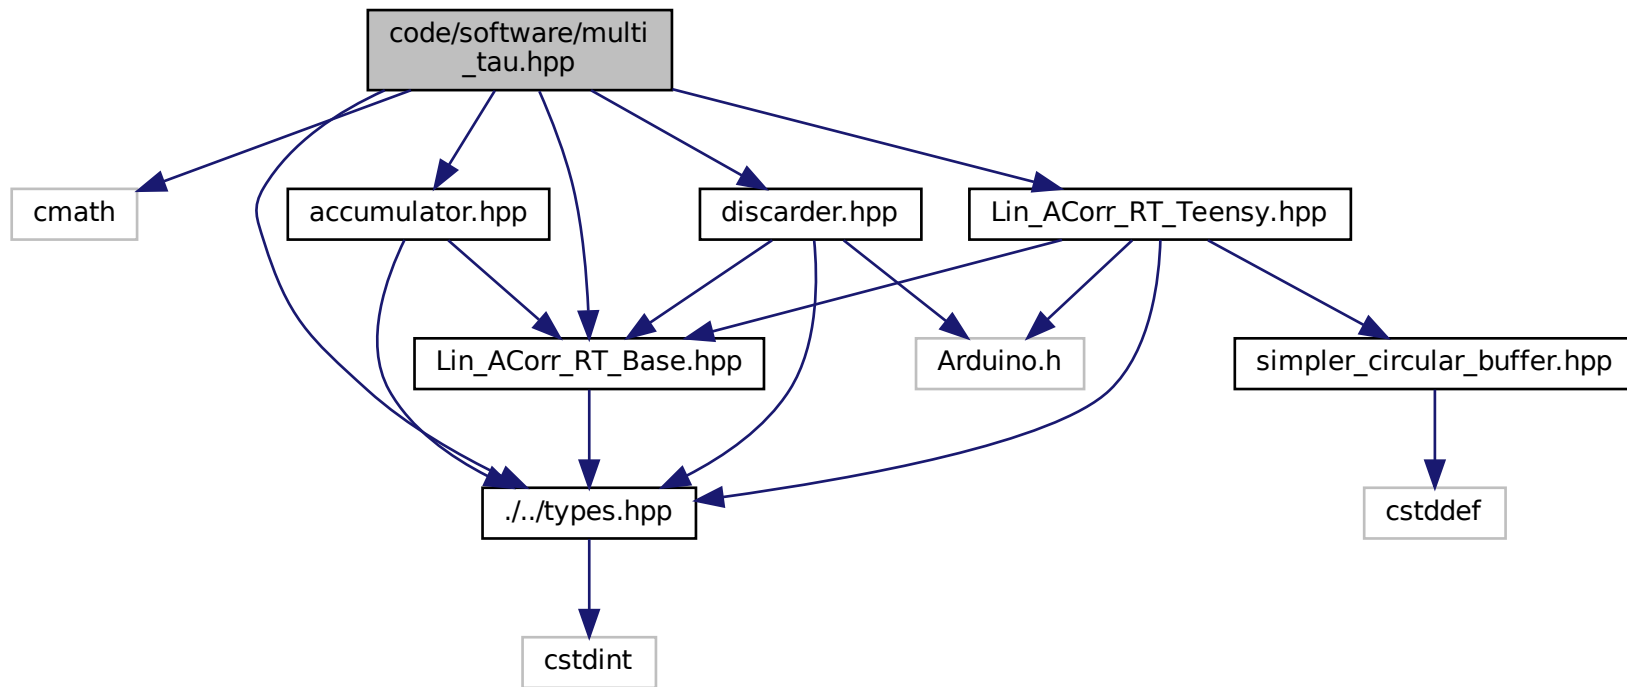 code/software/multi
_tau.hpp
cmath
accumulator.hpp
discarder.hpp
Lin_ACorr_RT_Teensy.hpp
Lin_ACorr_RT_Base.hpp
Arduino.h
simpler_circular_buffer.hpp
./../types.hpp
cstddef
cstdint